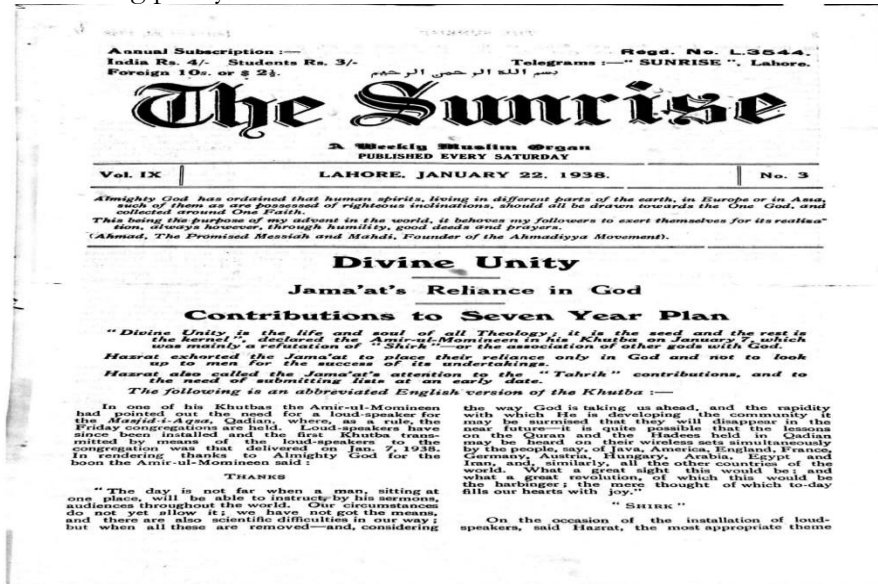 Annual Subscription :—
India Rs. 4/- Students Rs. 3/-
Foreign 10s. or $ 2½.
Regd. No. L.3544.
Telegrams :—" SUNRISE ", Lahore.
بسم الله الرحمن الرحيم
The Sunrise
A Weekly Muslim Organ
PUBLISHED EVERY SATURDAY
Vol. IX
LAHORE, JANUARY 22, 1938.
No. 3
Almighty God has ordained that human spirits, living in different parts of the earth, in Europe or in Asia,
such of them as are possessed of righteous inclinations, should all be drawn towards the One God, and
collected around One Faith.
This being the purpose of my advent in the world, it behoves my followers to exert themselves for its realisa-
tion, always however, through humility, good deeds and prayers.
(Ahmad, The Promised Messiah and Mahdi, Founder of the Ahmadiyya Movement).
Divine Unity
Jama'at's Reliance in God
Contributions to Seven Year Plan
" Divine Unity is the life and soul of all Theology ; it is the seed and the rest is
the kernel ", declared the Amir-ul-Momineen in his Khutba on January 7, which
was mainly a refutation of " Shirk "—or the association of other gods with God.
Hazrat exhorted the Jama'at to place their reliance only in God and not to look
up to men for the success of its undertakings.
Hazrat also called the Jama'at's attention to the " Tahrik " contributions, and to
the need of submitting lists at an early date.
The following is an abbreviated English version of the Khutba :—
In one of his Khutbas the Amir-ul-Momineen
had pointed out the need for a loud-speaker for
the Masjid-i-Aqsa, Qadian, where, as a rule, the
Friday congregations are held. Loud-speakers have
since been installed and the first Khutba trans-
mitted by means of the loud-speakers to the
congregation was that delivered on Jan. 7, 1938.
In rendering thanks to Almighty God for the
boon the Amir-ul-Momineen said :
THANKS
" The day is not far when a man, sitting at
one place, will be able to instruct by his sermons,
audiences throughout the world. Our circumstances
do not yet allow it ; we have not got the means,
and there are also scientific difficulties in our way ;
but when all these are removed—and, considering
the way God is taking us ahead, and the rapidity
with which He is developing the community it
may be surmised that they will disappear in the
near future—it is quite possible that the lessons
on the Quran and the Hadees held in Qadian
may be heard on their wireless sets simultaneously
by the people, say, of Java, America, England, France,
Germany, Austria, Hungary, Arabia, Egypt and
Iran, and, similarly, all the other countries of the
world. What a great sight this would be ; and
what a great revolution, of which this would be
the harbinger ; the mere thought of which to-day
fills our hearts with joy."
" SHIRK "
On the occasion of the installation of loud-
speakers, said Hazrat, the most appropriate theme